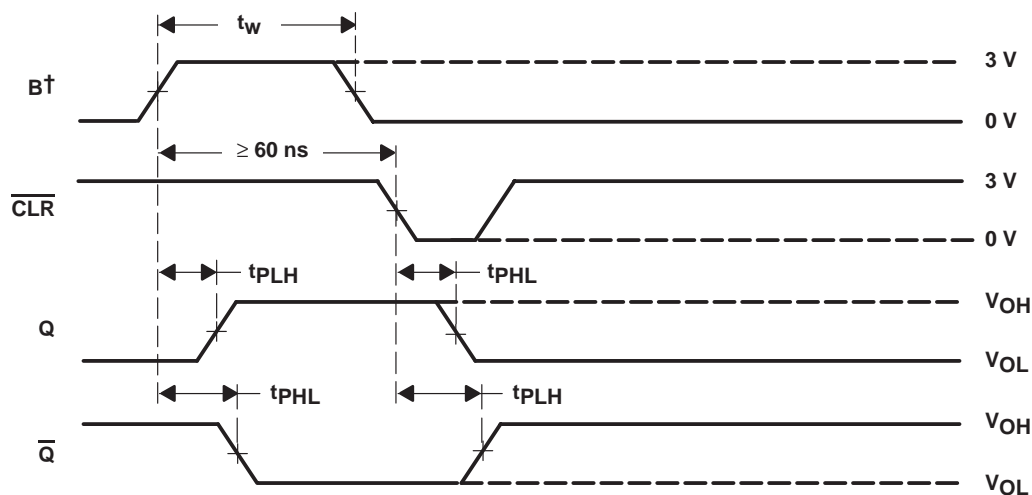 tw
3 V
B†
0 V
≥ 60 ns
3 V
CLR
0 V
tPLH
tPHL
VOH
Q
VOL
tPHL
tPLH
VOH
Q
VOL